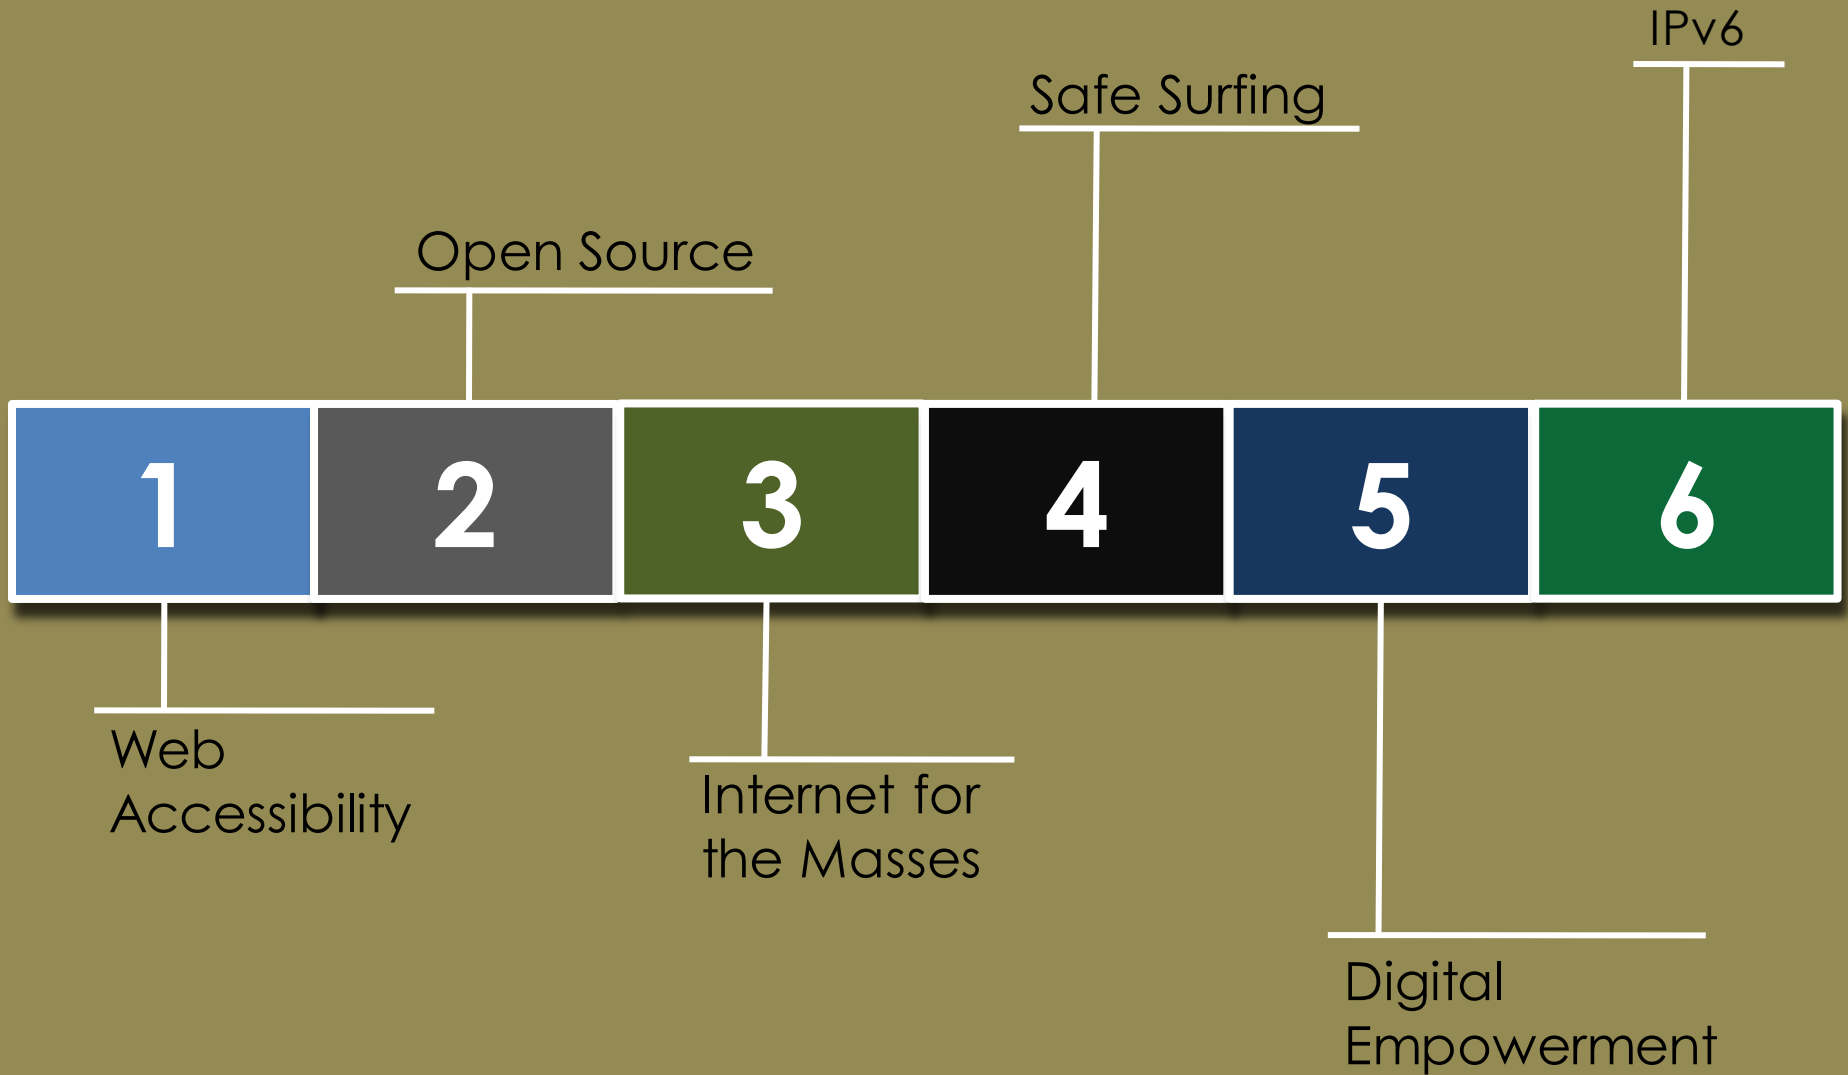 IPv6
Safe Surfing
Open Source
1 2 3 4 5 6
Web
Accessibility
Internet for
the Masses
Digital
Empowerment